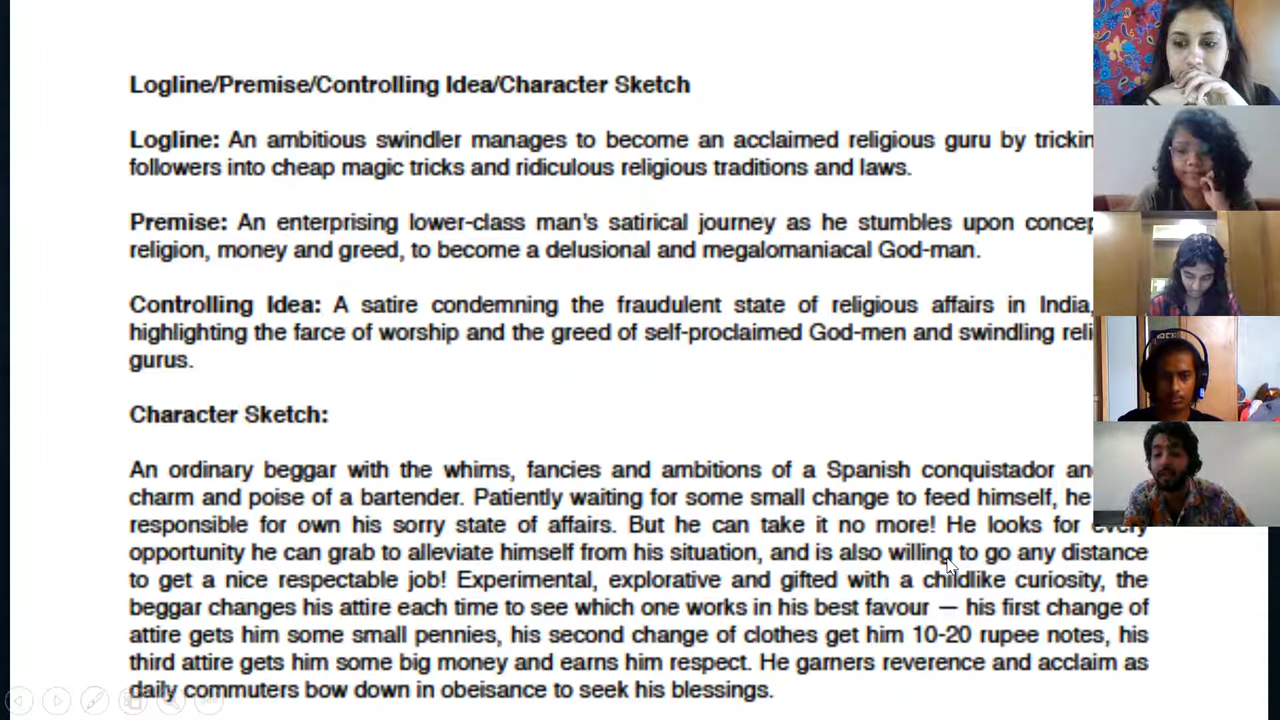 Logline/Premise/Controlling Idea/Character Sketch
Logline: An ambitious swindler manages to become an acclaimed religious guru by
followers into cheap magic tricks and ridiculous religious traditions and laws.
Premise: An enterprising lower-class man's satirical journey as he stumbles upon
religion, money and greed, to become a delusional and megalomaniacal God-man.
Controlling Idea: A satire condemning the fraudulent state of religious affairs in India,
highlighting the farce of worship and the greed of self-proclaimed God-men and swindling
gurus.
Character Sketch:
An ordinary beggar with the whims, fancies and ambitions of a Spanish conquistador
charm and poise of a bartender. Patiently waiting for some small change to feed himself, he
responsible for own his sorry state of affairs. But he can take it no more! He looks for every
opportunity he can grab to alleviate himself from his situation, and is also willing to go any distance
to get a nice respectable job! Experimental, explorative and gifted with a childlike curiosity, the
beggar changes his attire each time to see which one works in his best favour — his first change of
attire gets him some small pennies, his second change of clothes get him 10-20 rupee notes, his
third attire gets him some big money and earns him respect. He garners reverence and acclaim as
daily commuters bow down in obeisance to seek his blessings.